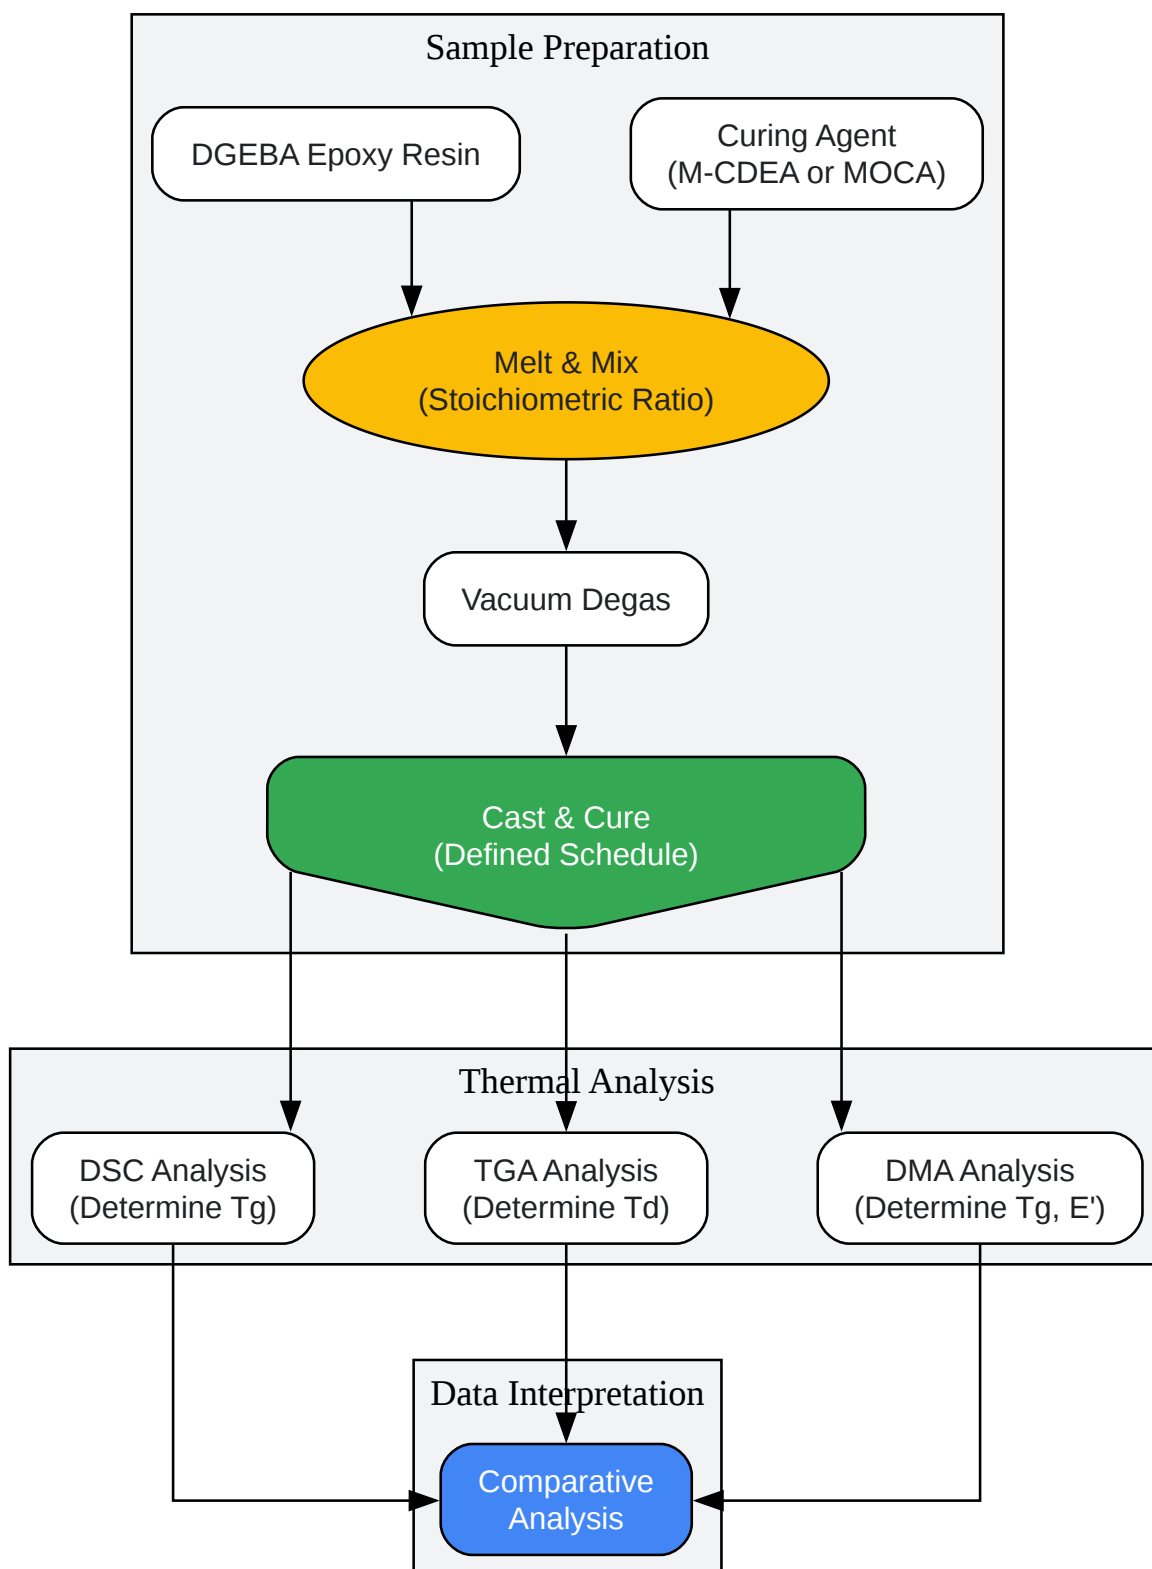 Sample Preparation
DGEBA Epoxy Resin
Curing Agent
(M-CDEA or MOCA)
Melt & Mix
(Stoichiometric Ratio)
Vacuum Degas
Cast & Cure
(Defined Schedule)
Thermal Analysis
DSC Analysis
(Determine Tg)
TGA Analysis
(Determine Td)
DMA Analysis
(Determine Tg, E')
Data Interpretation
Comparative
Analysis